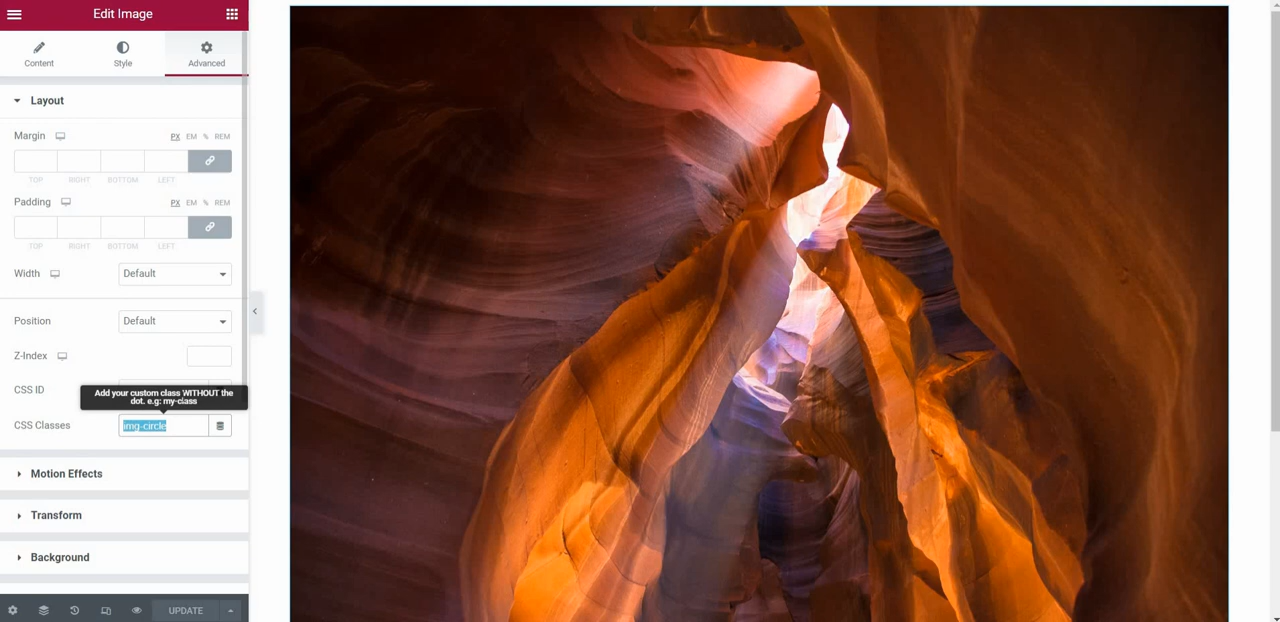 Edit Image
Content
Style
Advanced
Layout
Margin
PX EM % REM
TOP RIGHT BOTTOM LEFT
Padding
PX EM % REM
TOP RIGHT BOTTOM LEFT
Width
Default
Position
Default
Z-Index
CSS ID
Add your custom class WITHOUT the
dot. e.g: my-class
CSS Classes
img-circle
Motion Effects
Transform
Background
UPDATE